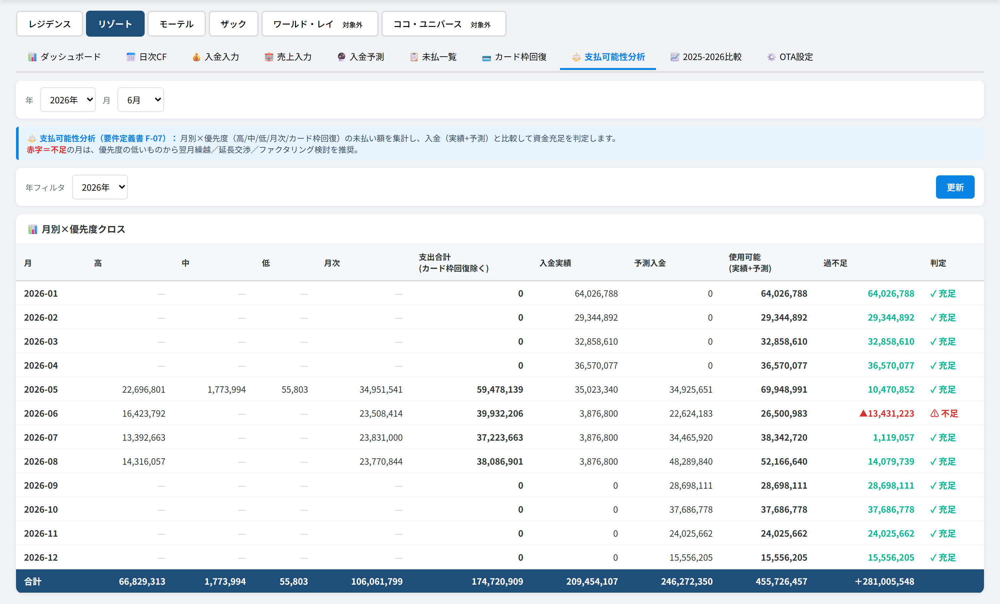 レジデンス リゾート モーテル ザック ワールド・レイ 対象外 ココ・ユニバース 対象外
ダッシュボード 日次CF 入金入力 売上入力 入金予測 未払一覧 カード枠回復 支払可能性分析 2025-2026比較 OTA設定
年 2026年 月 6月
支払可能性分析（要件定義書 F-07）： 月別×優先度（高/中/低/月次/カード枠回復）の未払い額を集計し、入金（実績+予測）と比較して資金充足を判定します。
赤字＝不足の月は、優先度の低いものから翌月繰越／延長交渉／ファクタリング検討を推奨。
年フィルタ 2026年 更新
月別×優先度クロス
月 高 中 低 月次 支出合計 (カード枠回復除く) 入金実績 予測入金 使用可能 (実績+予測) 過不足 判定
2026-01 — — — — 0 64,026,788 0 64,026,788 64,026,788 ✓ 充足
2026-02 — — — — 0 29,344,892 0 29,344,892 29,344,892 ✓ 充足
2026-03 — — — — 0 32,858,610 0 32,858,610 32,858,610 ✓ 充足
2026-04 — — — — 0 36,570,077 0 36,570,077 36,570,077 ✓ 充足
2026-05 22,696,801 1,773,994 55,803 34,951,541 59,478,139 35,023,340 34,925,651 69,948,991 10,470,852 ✓ 充足
2026-06 16,423,792 — — 23,508,414 39,932,206 3,876,800 22,624,183 26,500,983 ▲13,431,223 ⚠ 不足
2026-07 13,392,663 — — 23,831,000 37,223,663 3,876,800 34,465,920 38,342,720 1,119,057 ✓ 充足
2026-08 14,316,057 — — 23,770,844 38,086,901 3,876,800 48,289,840 52,166,640 14,079,739 ✓ 充足
2026-09 — — — — 0 0 28,698,111 28,698,111 28,698,111 ✓ 充足
2026-10 — — — — 0 0 37,686,778 37,686,778 37,686,778 ✓ 充足
2026-11 — — — — 0 0 24,025,662 24,025,662 24,025,662 ✓ 充足
2026-12 — — — — 0 0 15,556,205 15,556,205 15,556,205 ✓ 充足
合計 66,829,313 1,773,994 55,803 106,061,799 174,720,909 209,454,107 246,272,350 455,726,457 ＋281,005,548